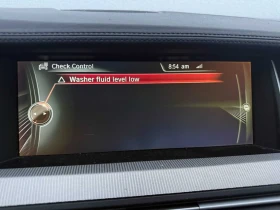 Check Control
8:54 am
Washer fluid level low